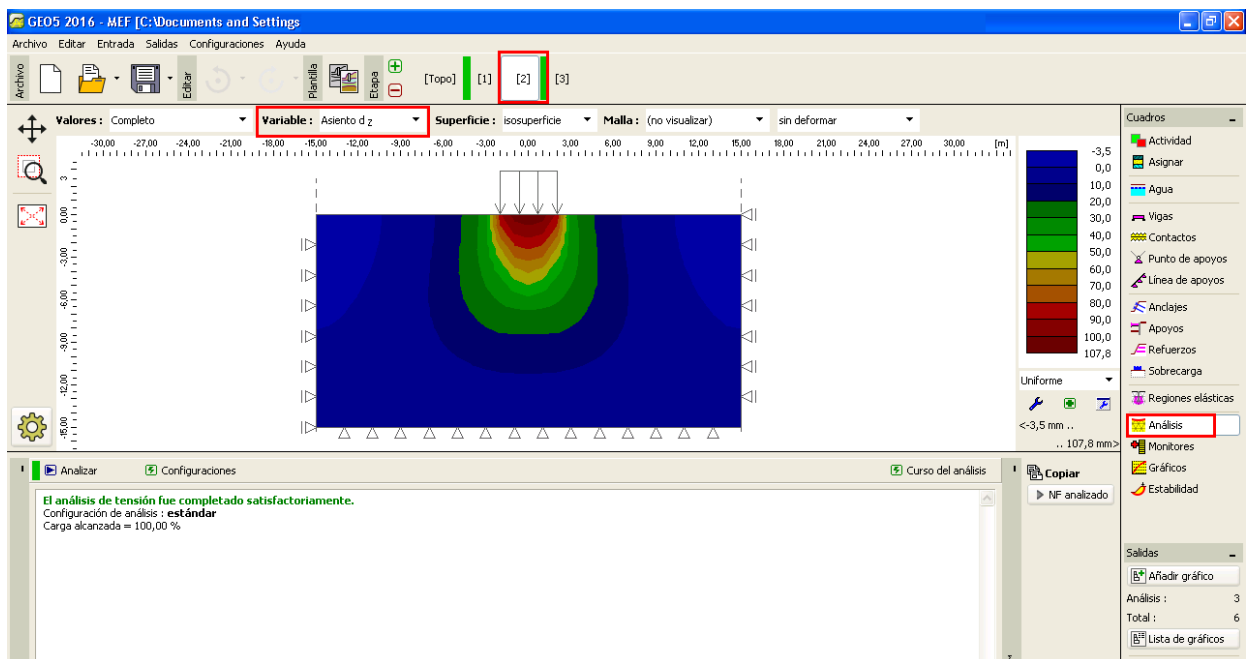 GEO5 2016 - MEF [C:\Documents and Settings
Archivo Editar Entrada Salidas Configuraciones Ayuda
Archivo
Editar
Plantilla
Etapa
[Topo] [1] [2] [3]
Valores : Completo Variable : Asiento d z Superficie : isosuperficie Malla : (no visualizar) sin deformar
-30,00 -27,00 -24,00 -21,00 -18,00 -15,00 -12,00 -9,00 -6,00 -3,00 0,00 3,00 6,00 9,00 12,00 15,00 18,00 21,00 24,00 27,00 30,00 [m]
3
0,00
-3,00
-6,00
-9,00
-12,00
-15,00
-3,5
0,0
10,0
20,0
30,0
40,0
50,0
60,0
70,0
80,0
90,0
100,0
107,8
Uniforme
<-3,5 mm ..
.. 107,8 mm>
Cuadros
Actividad
Asignar
Agua
Vigas
Contactos
Punto de apoyos
Línea de apoyos
Anclajes
Apoyos
Refuerzos
Sobrecarga
Regiones elásticas
Análisis
Monitores
Gráficos
Estabilidad
Analizar Configuraciones Curso del análisis
El análisis de tensión fue completado satisfactoriamente.
Configuración de análisis : estándar
Carga alcanzada = 100,00 %
Copiar
NF analizado
Salidas
Añadir gráfico
Análisis : 3
Total : 6
Lista de gráficos